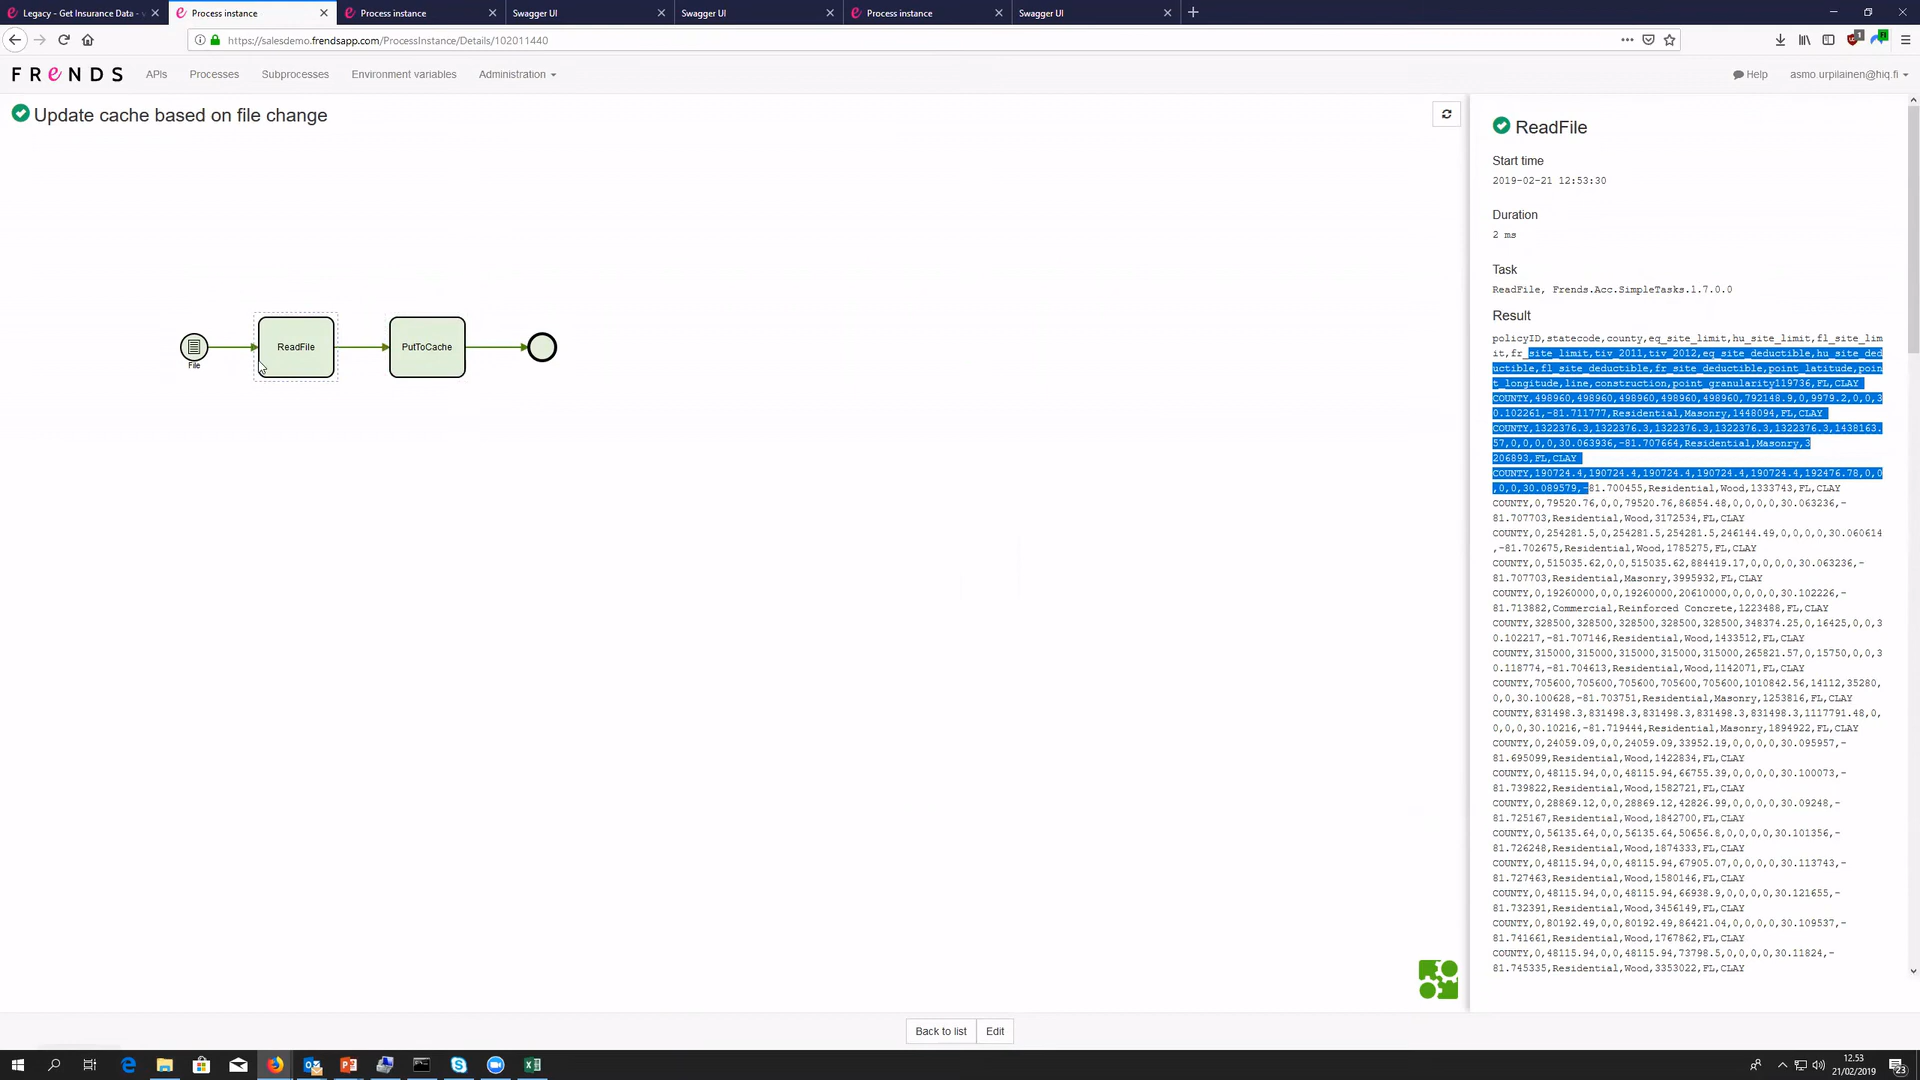 Legacy - Get Insurance Data -
Process instance
Process instance
Swagger UI
Swagger UI
Process instance
Swagger UI
https://salesdemo.frendsapp.com/ProcessInstance/Details/102011440
FReNDS
APIs
Processes
Subprocesses
Environment variables
Administration
Help
asmo.urpilainen@hiq.fi
Update cache based on file change
File
ReadFile
PutToCache
ReadFile
Start time
2019-02-21 12:53:30
Duration
2 ms
Task
ReadFile, Frends.Acc.SimpleTasks.1.7.0.0
Result
policyID,statecode,county,eq_site_limit,hu_site_limit,fl_site_lim
it,fr_site_limit,tiv_2011,tiv_2012,eq_site_deductible,hu_site_ded
uctible,fl_site_deductible,fr_site_deductible,point_latitude,poin
t_longitude,line,construction,point_granularity119736,FL,CLAY
COUNTY,498960,498960,498960,498960,498960,792148.9,0,9979.2,0,0,3
0.102261,-81.711777,Residential,Masonry,1448094,FL,CLAY
COUNTY,1322376.3,1322376.3,1322376.3,1322376.3,1322376.3,1438163.
57,0,0,0,0,30.063936,-81.707664,Residential,Masonry,3
206893,FL,CLAY
COUNTY,190724.4,190724.4,190724.4,190724.4,190724.4,192476.78,0,0
,0,0,30.089579,-81.700455,Residential,Wood,1333743,FL,CLAY
COUNTY,0,79520.76,0,0,79520.76,86854.48,0,0,0,0,30.063236,-
81.707703,Residential,Wood,3172534,FL,CLAY
COUNTY,0,254281.5,0,254281.5,254281.5,246144.49,0,0,0,0,30.060614
,-81.702675,Residential,Wood,1785275,FL,CLAY
COUNTY,0,515035.62,0,0,515035.62,884419.17,0,0,0,0,30.063236,-
81.707703,Residential,Masonry,3995932,FL,CLAY
COUNTY,0,19260000,0,0,19260000,20610000,0,0,0,0,30.102226,-
81.713882,Commercial,Reinforced Concrete,1223488,FL,CLAY
COUNTY,328500,328500,328500,328500,328500,348374.25,0,16425,0,0,3
0.102217,-81.707146,Residential,Wood,1433512,FL,CLAY
COUNTY,315000,315000,315000,315000,315000,265821.57,0,15750,0,0,3
0.118774,-81.704613,Residential,Wood,1142071,FL,CLAY
COUNTY,705600,705600,705600,705600,705600,1010842.56,14112,35280,
0,0,30.100628,-81.703751,Residential,Masonry,1253816,FL,CLAY
COUNTY,831498.3,831498.3,831498.3,831498.3,831498.3,1117791.48,0,
0,0,0,30.10216,-81.719444,Residential,Masonry,1894922,FL,CLAY
COUNTY,0,24059.09,0,0,24059.09,33952.19,0,0,0,0,30.095957,-
81.695099,Residential,Wood,1422834,FL,CLAY
COUNTY,0,48115.94,0,0,48115.94,66755.39,0,0,0,0,30.100073,-
81.739822,Residential,Wood,1582721,FL,CLAY
COUNTY,0,28869.12,0,0,28869.12,42826.99,0,0,0,0,30.09248,-
81.725167,Residential,Wood,1842700,FL,CLAY
COUNTY,0,56135.64,0,0,56135.64,50656.8,0,0,0,0,30.101356,-
81.726248,Residential,Wood,1874333,FL,CLAY
COUNTY,0,48115.94,0,0,48115.94,67905.07,0,0,0,0,30.113743,-
81.727463,Residential,Wood,1580146,FL,CLAY
COUNTY,0,48115.94,0,0,48115.94,66938.9,0,0,0,0,30.121655,-
81.732391,Residential,Wood,3456149,FL,CLAY
COUNTY,0,80192.49,0,0,80192.49,86421.04,0,0,0,0,30.109537,-
81.741661,Residential,Wood,1767862,FL,CLAY
COUNTY,0,48115.94,0,0,48115.94,73798.5,0,0,0,0,30.11824,-
81.745335,Residential,Wood,3353022,FL,CLAY
Back to list
Edit
12.53
21/02/2019
23